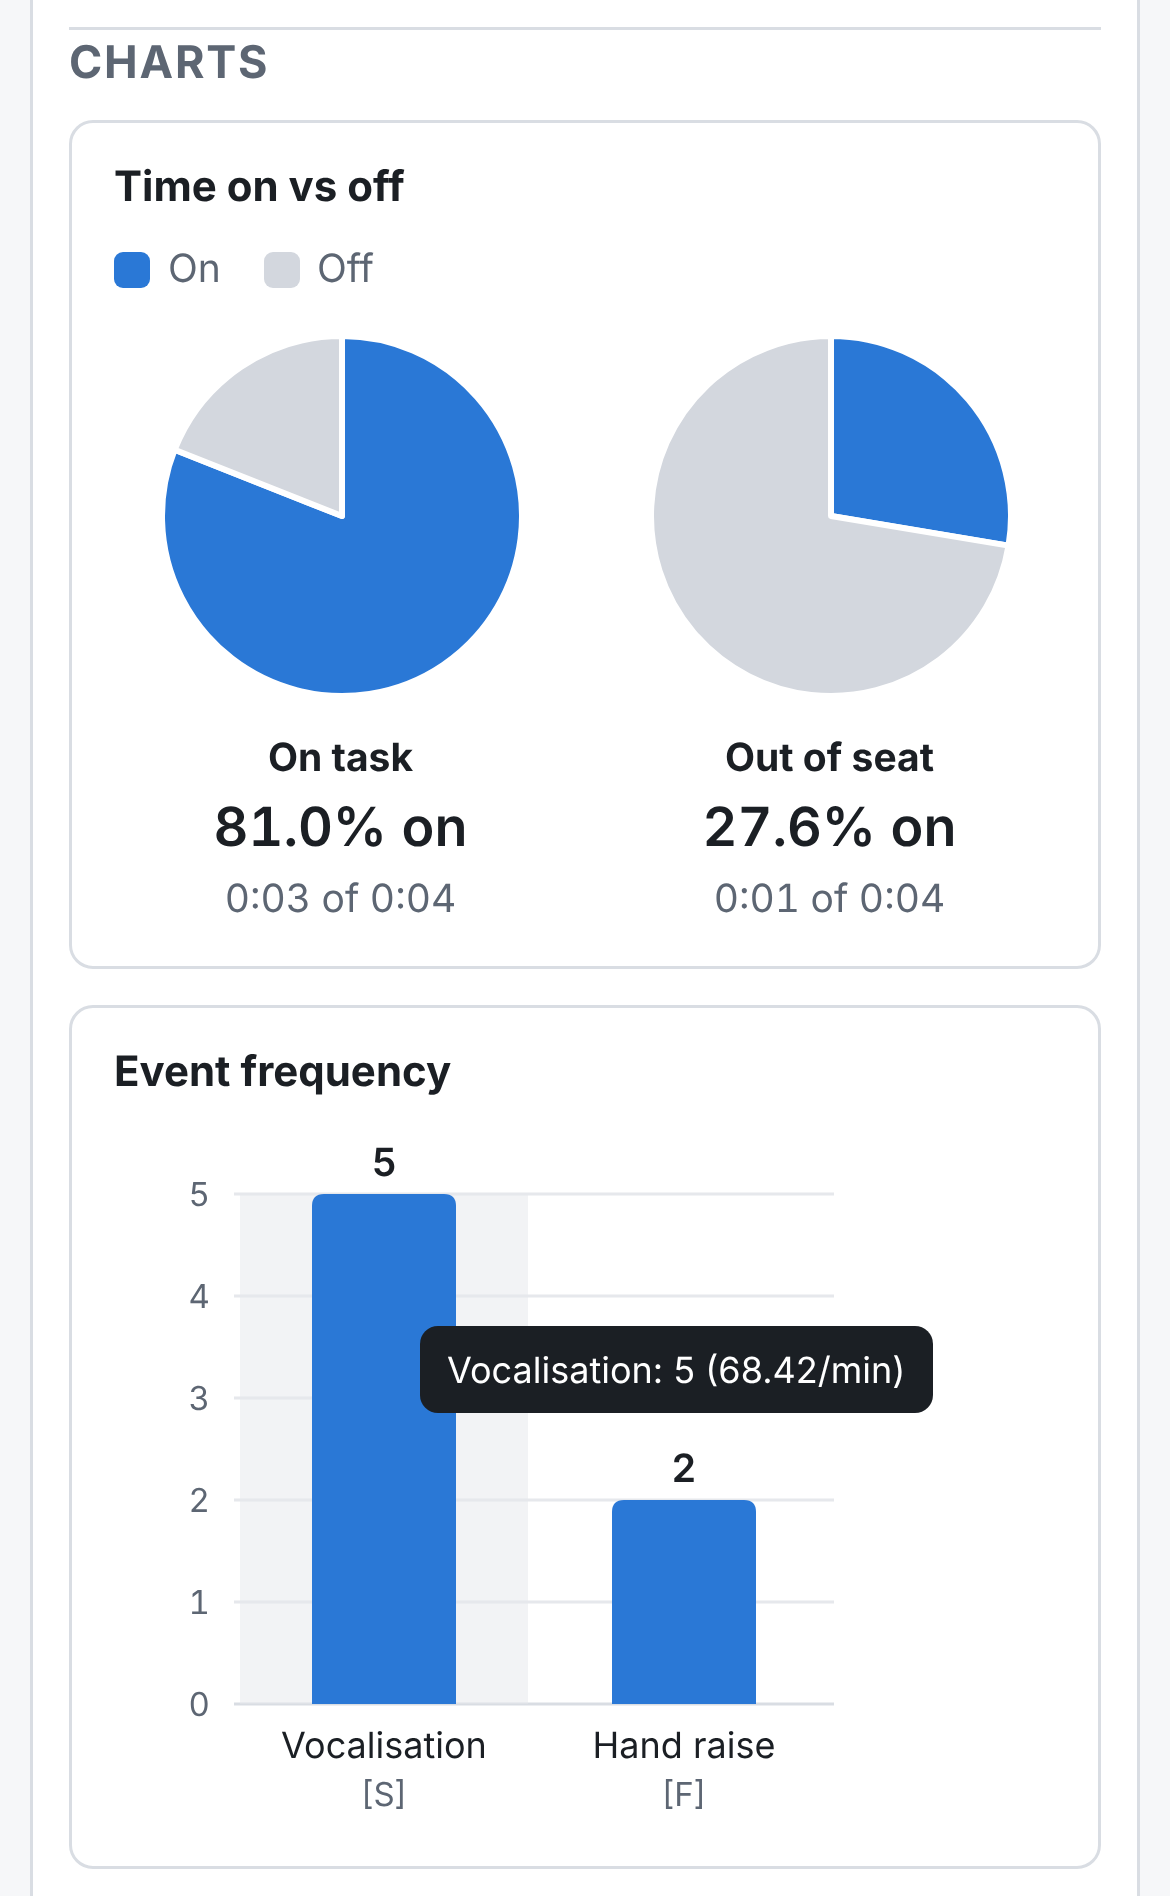 CHARTS
Time on vs off
On Off
On task
81.0% on
0:03 of 0:04
Out of seat
27.6% on
0:01 of 0:04
Event frequency
5
5
4
Vocalisation: 5 (68.42/min)
3
2
2
1
0
Vocalisation
[S]
Hand raise
[F]